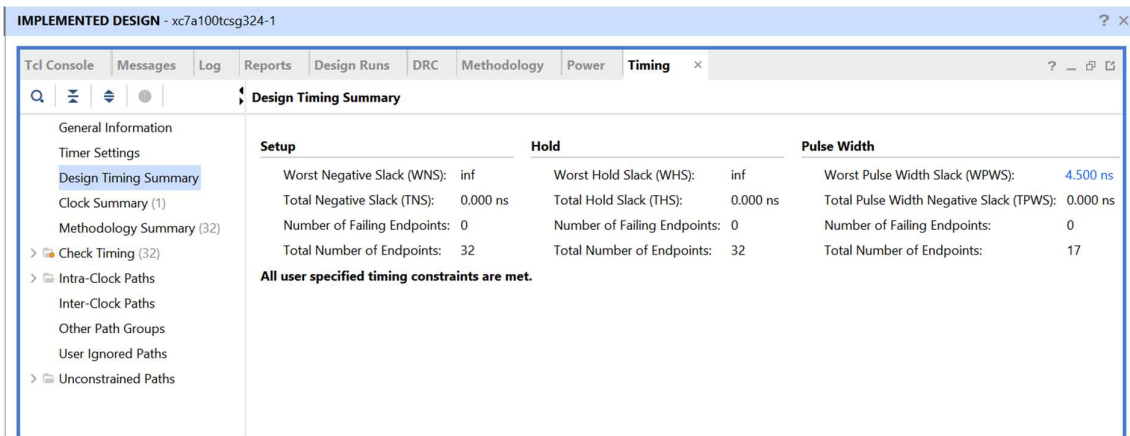 IMPLEMENTED DESIGN - xc7a100tcsg324-1 ? ×
Tcl Console Messages Log Reports Design Runs DRC Methodology Power Timing × ?
Design Timing Summary
General Information
Timer Settings
Design Timing Summary
Clock Summary (1)
Methodology Summary (32)
Check Timing (32)
Intra-Clock Paths
Inter-Clock Paths
Other Path Groups
User Ignored Paths
Unconstrained Paths
Setup Hold Pulse Width
Worst Negative Slack (WNS): inf Worst Hold Slack (WHS): inf Worst Pulse Width Slack (WPWS): 4.500 ns
Total Negative Slack (TNS): 0.000 ns Total Hold Slack (THS): 0.000 ns Total Pulse Width Negative Slack (TPWS): 0.000 ns
Number of Failing Endpoints: 0 Number of Failing Endpoints: 0 Number of Failing Endpoints: 0
Total Number of Endpoints: 32 Total Number of Endpoints: 32 Total Number of Endpoints: 17
All user specified timing constraints are met.